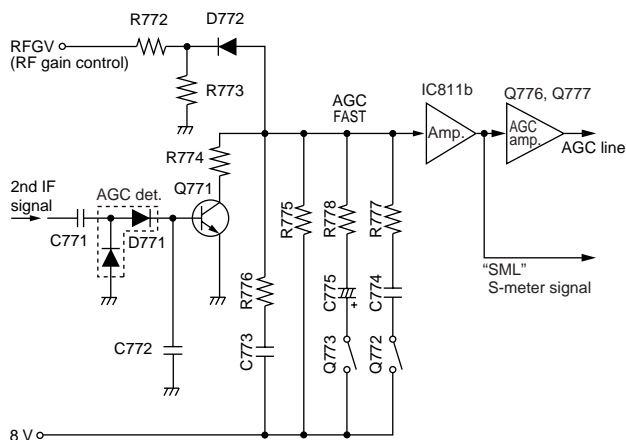 R772
D772
RFGV
(RF gain control)
R773
IC811b
Q776, Q777
AGC
FAST
Amp.
AGC
amp.
AGC line
R774
Q771
2nd IF
signal
AGC det.
C771
D771
R775
R778
R777
"SML"
S-meter signal
R776
C775
+
C774
C772
C773
Q773
Q772
8 V